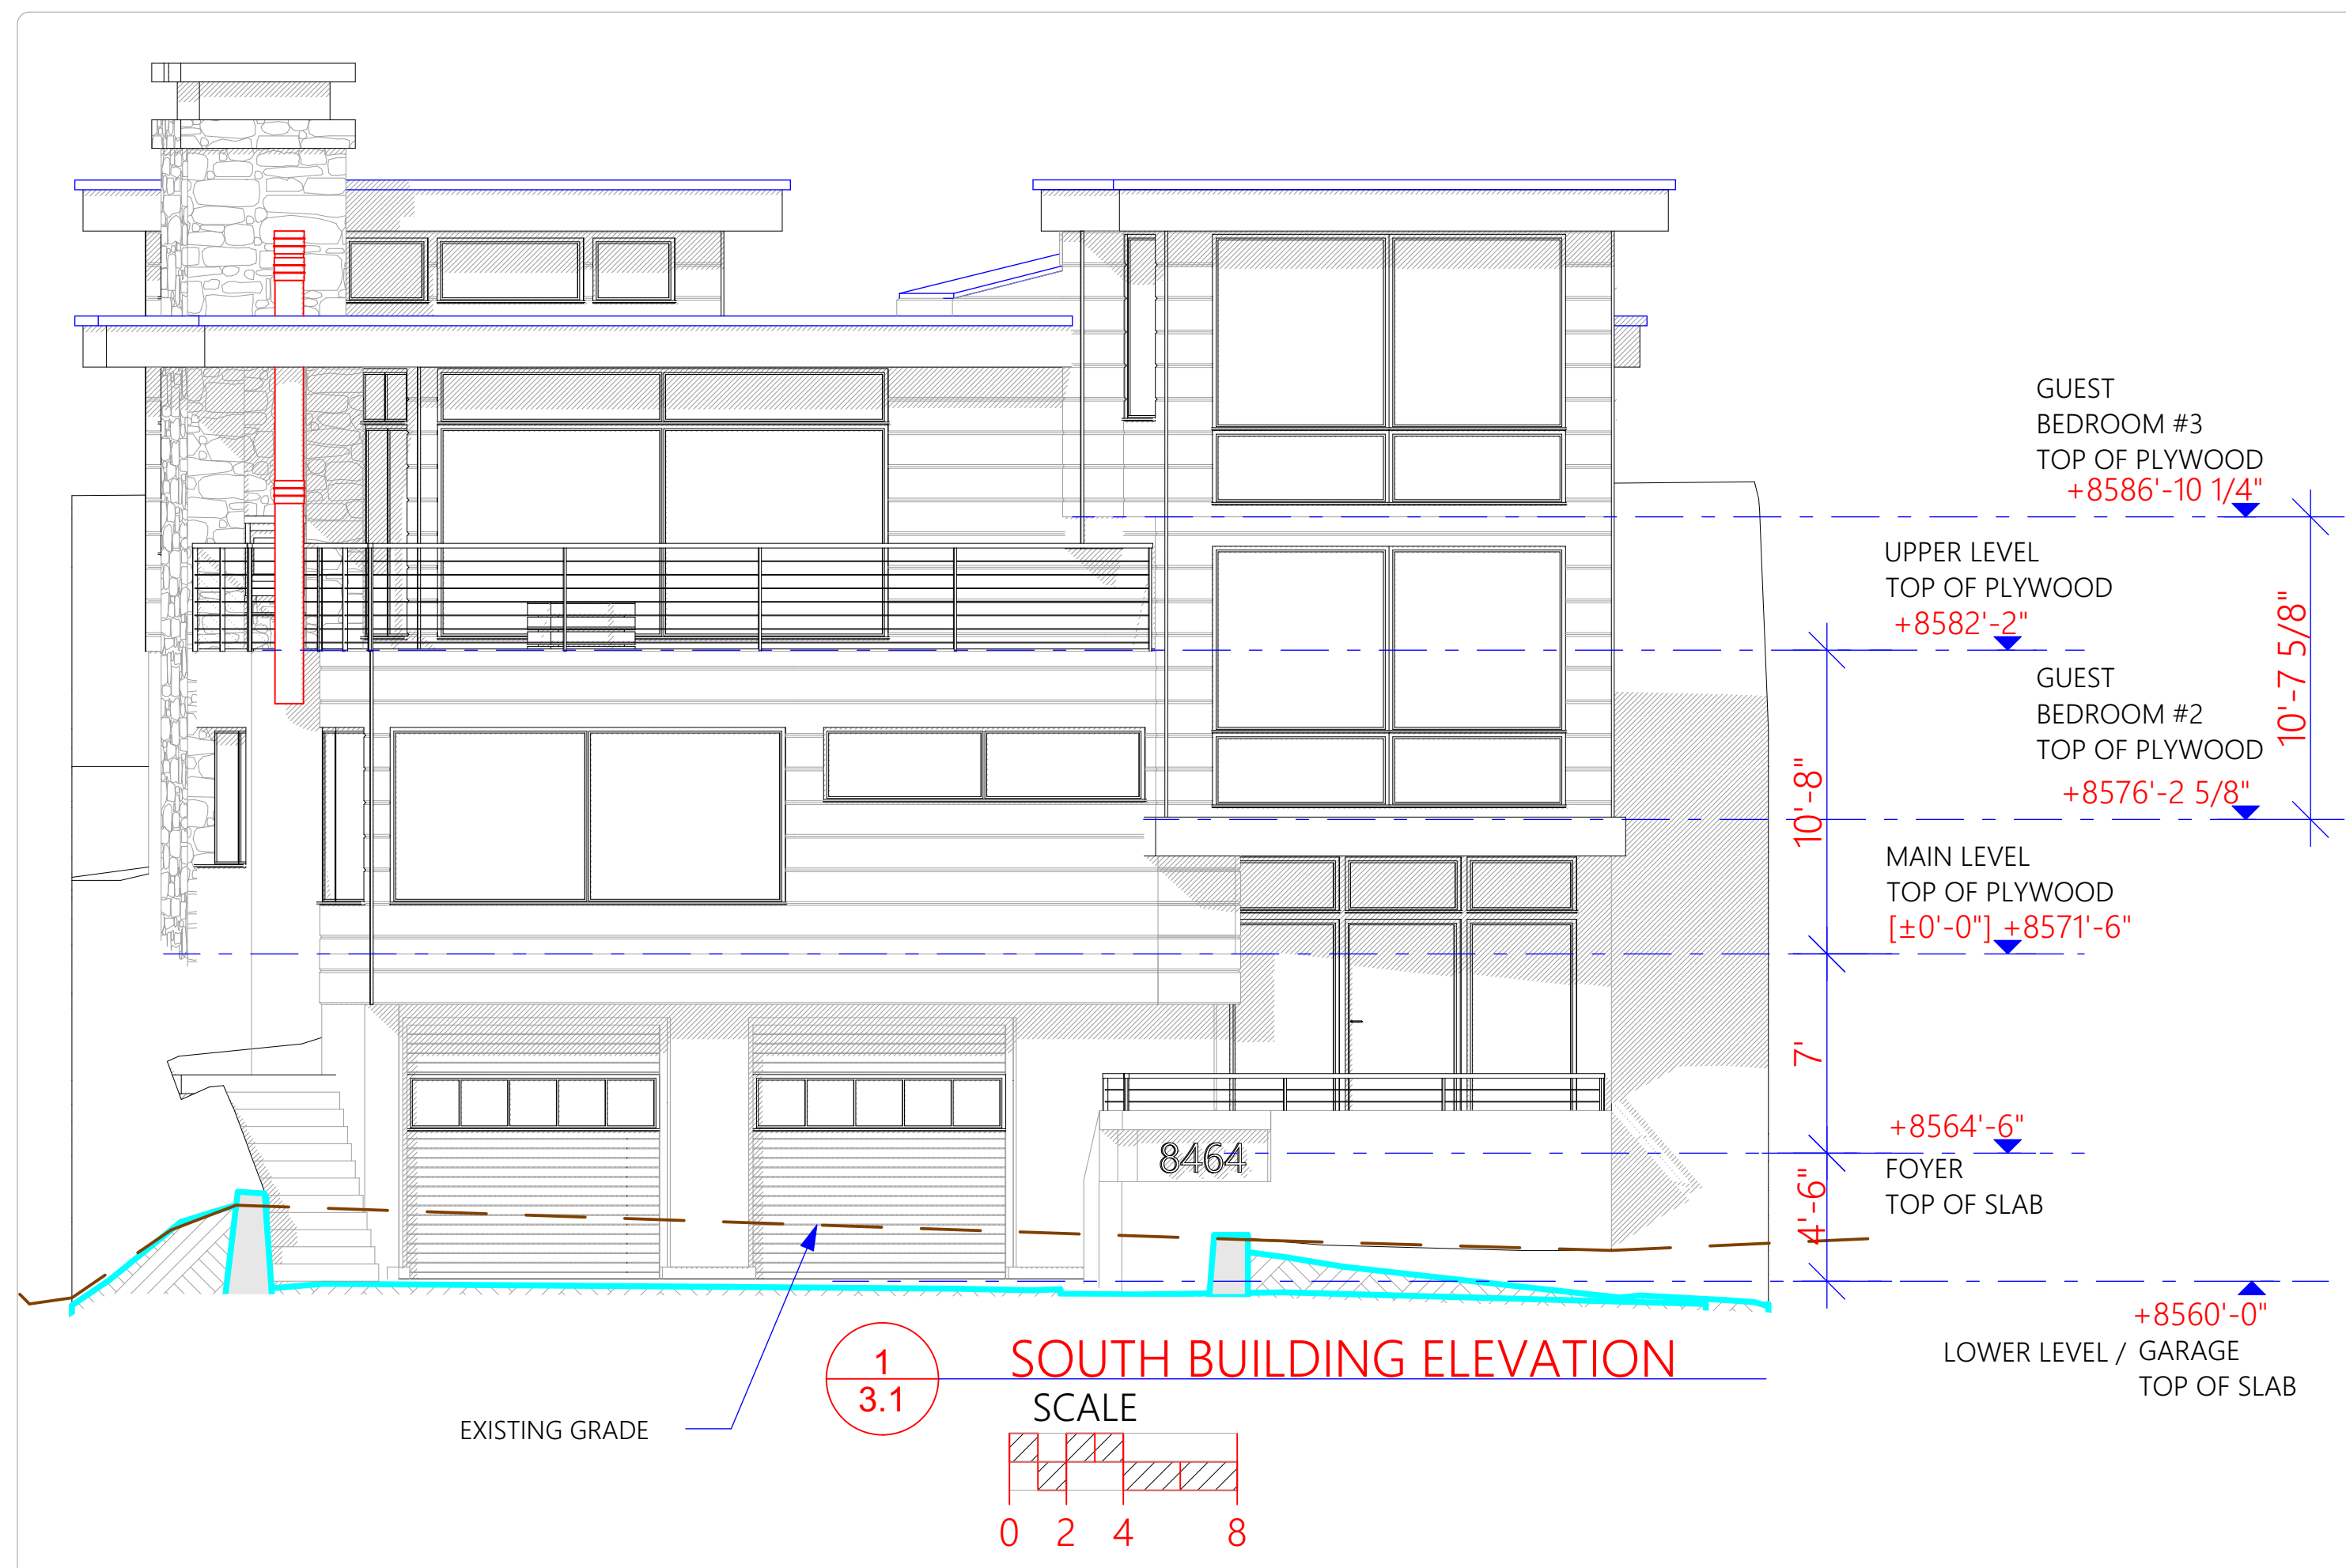 GUEST
BEDROOM #3
TOP OF PLYWOOD
+8586'-10 1/4"
UPPER LEVEL
TOP OF PLYWOOD
+8582'-2"
10'-7 5/8"
GUEST
BEDROOM #2
TOP OF PLYWOOD
+8576'-2 5/8"
10'-8"
MAIN LEVEL
TOP OF PLYWOOD
[±0'-0"] +8571'-6"
7'
+8564'-6"
FOYER
TOP OF SLAB
4'-6"
8464
+8560'-0"
LOWER LEVEL / GARAGE
TOP OF SLAB
1
3.1
SOUTH BUILDING ELEVATION
SCALE
EXISTING GRADE
0 2 4 8